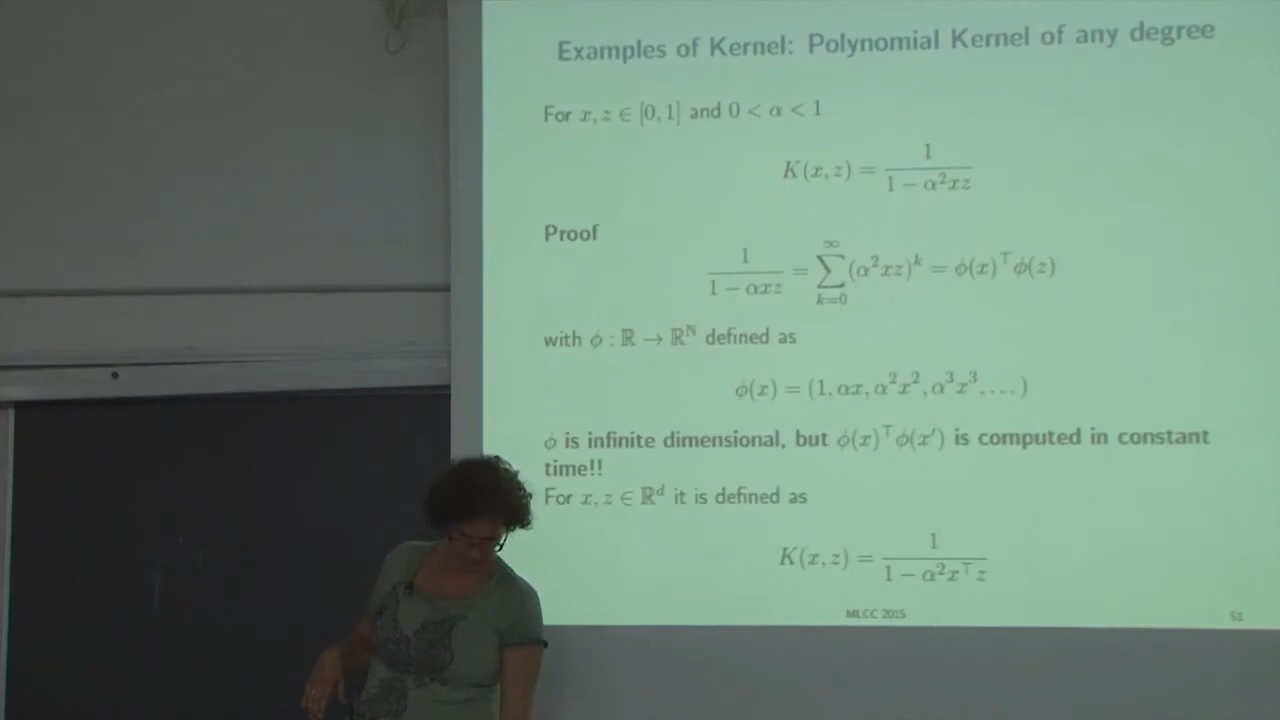 Examples of Kernel: Polynomial Kernel of any degree
For x, z ∈ [0, 1] and 0 < α < 1
K(x, z) = 1 / (1 − α²xz)
Proof
1 / (1 − αxz) = ∑_{k=0}^{∞} (α²xz)^k = φ(x)^⊤φ(z)
with φ : ℝ → ℝ^ℕ defined as
φ(x) = (1, αx, α²x², α³x³, . . . )
φ is infinite dimensional, but φ(x)^⊤φ(x′) is computed in constant
time!!
For x, z ∈ ℝ^d it is defined as
K(x, z) = 1 / (1 − α²x^⊤z)
MLCC 2015
51